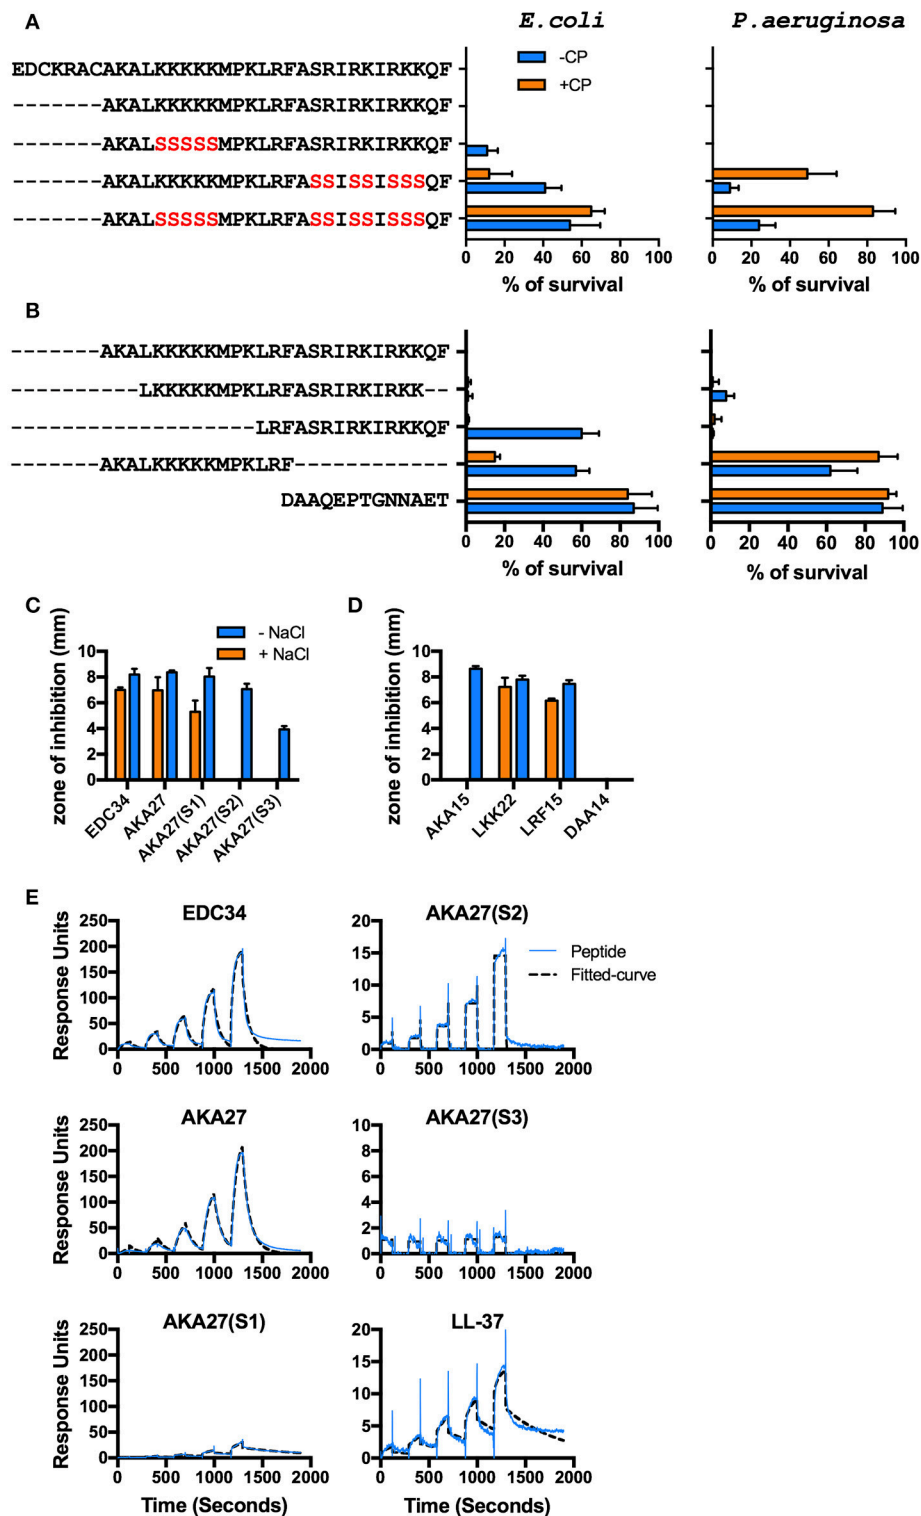 A
E.coli
P.aeruginosa
EDCKRACAKALKKKKKMPKLRFASRIRKIRKKQF
-------AKALKKKKKMPKLRFASRIRKIRKKQF
-------AKALSSSSSMPKLRFASRIRKIRKKQF
-------AKALKKKKKMPKLRFASSISSISSSQF
-------AKALSSSSSMPKLRFASSISSISSSQF
-CP
+CP
0 20 40 60 80 100
0 20 40 60 80 100
% of survival
% of survival
B
-------AKALKKKKKMPKLRFASRIRKIRKKQF
----------LKKKKKMPKLRFASRIRKIRKK--
-------------------LRFASRIRKIRKKQF
-------AKALKKKKKMPKLRF------------
DAAQEPTGNNAET
0 20 40 60 80 100
0 20 40 60 80 100
% of survival
% of survival
C
- NaCl
+ NaCl
zone of inhibition (mm)
10
8
6
4
2
0
EDC34
AKA27
AKA27(S1)
AKA27(S2)
AKA27(S3)
D
zone of inhibition (mm)
10
8
6
4
2
0
AKA15
LKK22
LRF15
DAA14
E
EDC34
Response Units
250
200
150
100
50
0
0 500 1000 1500 2000
AKA27(S2)
Peptide
Fitted-curve
20
15
10
5
0
0 500 1000 1500 2000
AKA27
Response Units
250
200
150
100
50
0
0 500 1000 1500 2000
AKA27(S3)
10
8
6
4
2
0
0 500 1000 1500 2000
AKA27(S1)
Response Units
250
200
150
100
50
0
0 500 1000 1500 2000
Time (Seconds)
LL-37
20
15
10
5
0
0 500 1000 1500 2000
Time (Seconds)